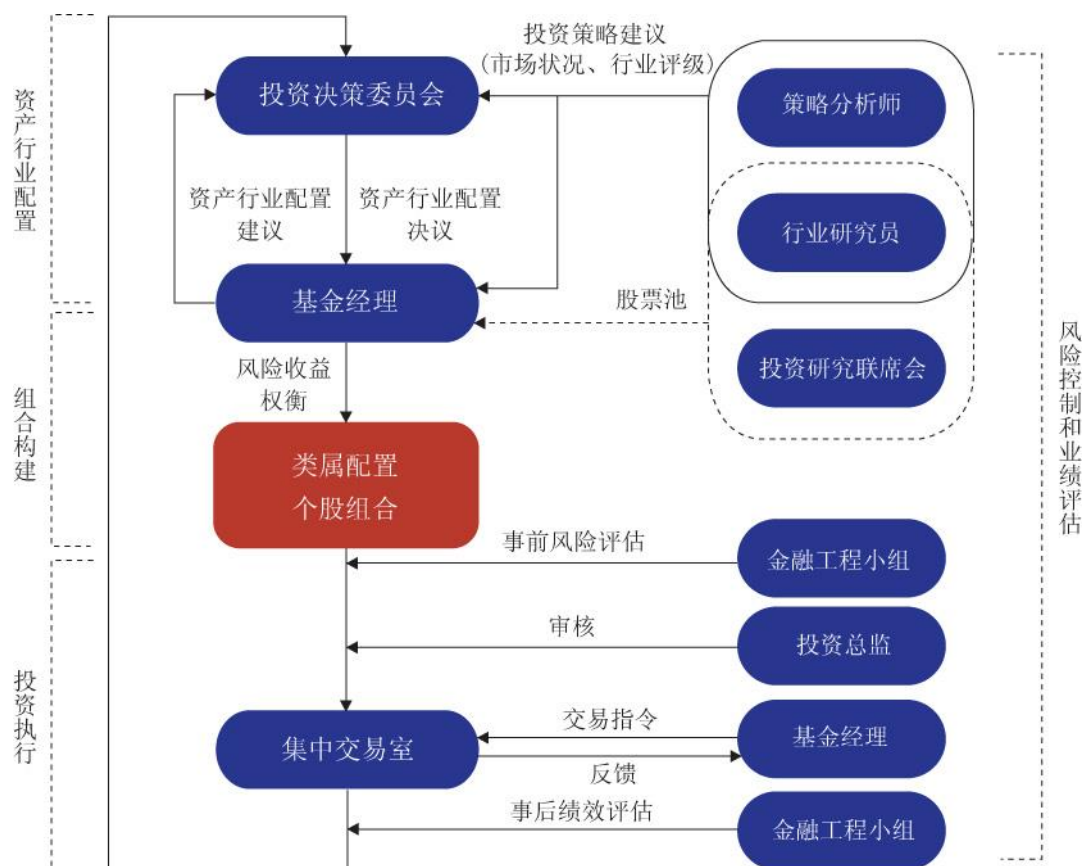 投资策略建议
(市场状况、行业评级)
投资决策委员会
策略分析师
资产行业配置
资产行业配置
建议
资产行业配置
决议
行业研究员
基金经理
股票池
投资研究联席会
风险收益
权衡
组合构建
类属配置
个股组合
风险控制和业绩评估
事前风险评估
金融工程小组
审核
投资总监
投资执行
集中交易室
交易指令
反馈
基金经理
事后绩效评估
金融工程小组